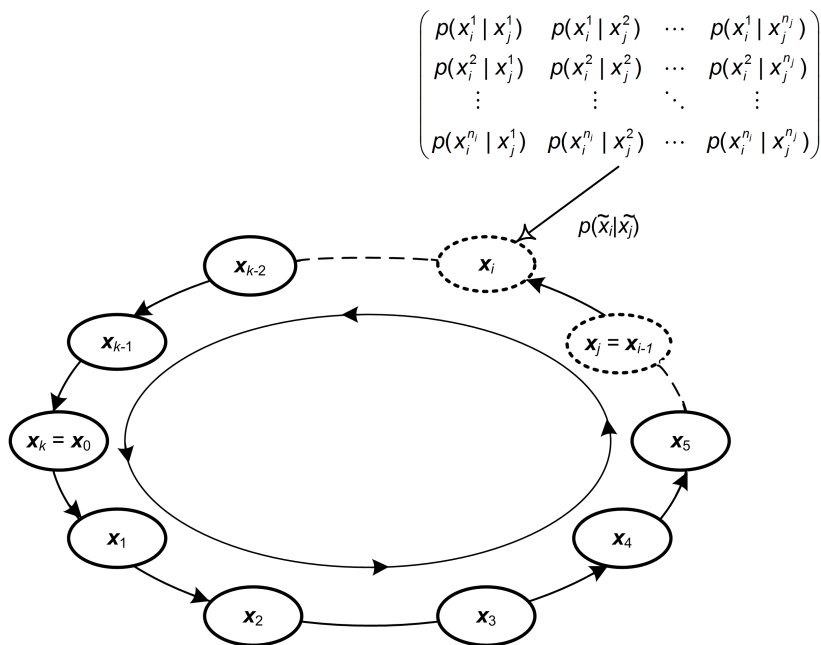 p(x_i^1 | x_j^1) p(x_i^1 | x_j^2) ⋯ p(x_i^1 | x_j^{n_j})
p(x_i^2 | x_j^1) p(x_i^2 | x_j^2) ⋯ p(x_i^2 | x_j^{n_j})
⋮ ⋮ ⋱ ⋮
p(x_i^{n_i} | x_j^1) p(x_i^{n_i} | x_j^2) ⋯ p(x_i^{n_i} | x_j^{n_j})
p(x̃_i|x̃_j)
x_{k-2}
x_i
x_{k-1}
x_j = x_{i-1}
x_k = x_0
x_5
x_1
x_4
x_2
x_3